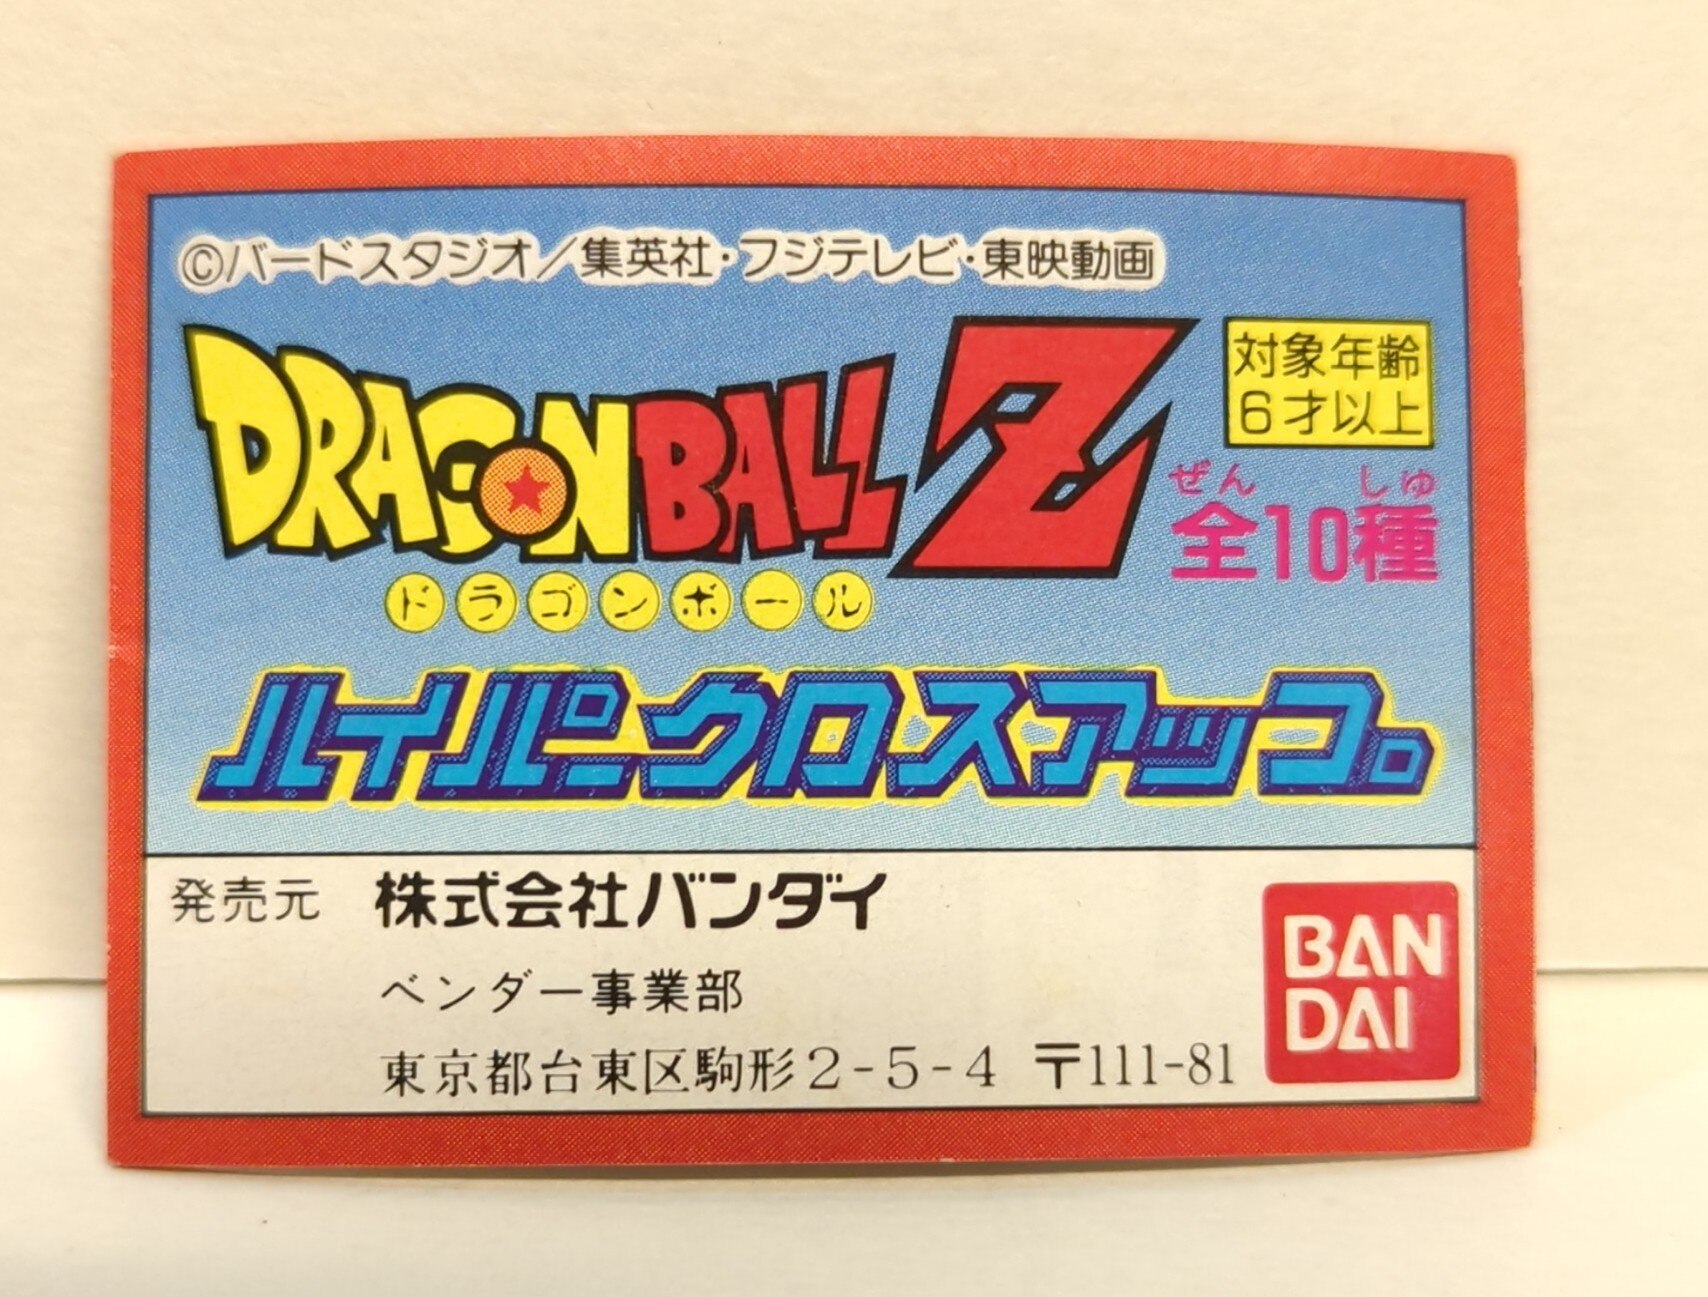 ©バードスタジオ/集英社・フジテレビ・東映動画
DRAGONBALL Z
対象年齢
6才以上
ぜん しゅ
全10種
ドラゴンボール
ハイパークロスアップ。
発売元 株式会社バンダイ
ベンダー事業部
東京都台東区駒形2-5-4 〒111-81
BAN
DAI